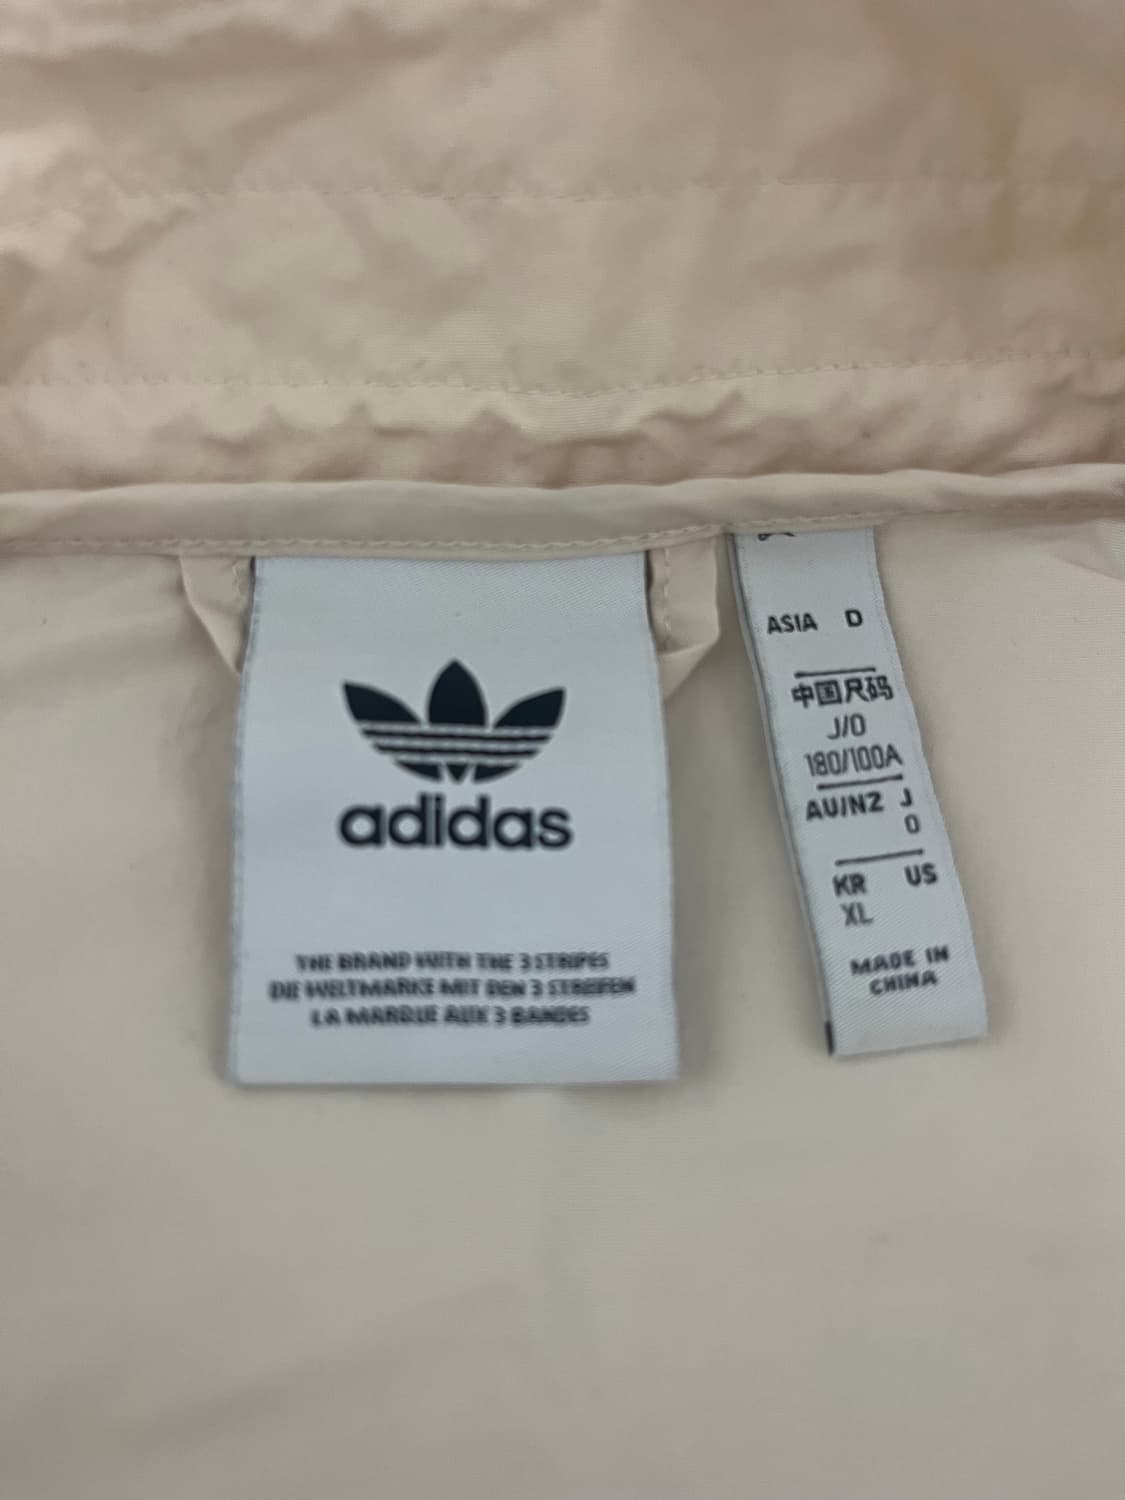 adidas
THE BRAND WITH THE 3 STRIPES
DIE WELTMARKE MIT DEN 3 STREIFEN
LA MARQUE AUX 3 BANDES
ASIA D
中国尺码
J/O
180/100A
AU/NZ J
O
KR US
XL
MADE IN
CHINA